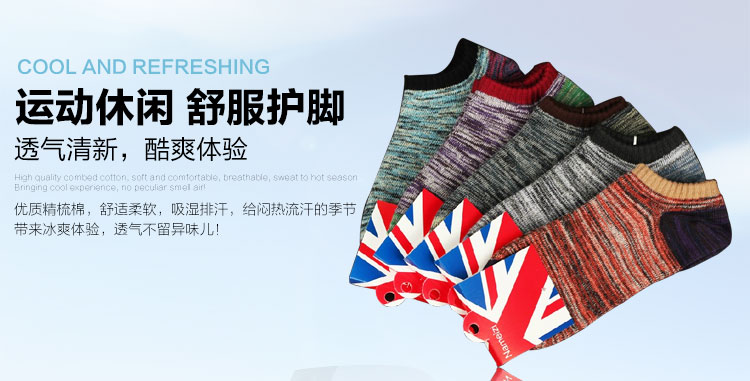 COOL AND REFRESHING
运动休闲 舒服护脚
透气清新，酷爽体验
High quality combed cotton, soft and comfortable, breathable, sweat to hot season
Bringing cool experience, no peculiar smell air!
优质精梳棉，舒适柔软，吸湿排汗，给闷热流汗的季节
带来冰爽体验，透气不留异味儿！
Nameizi